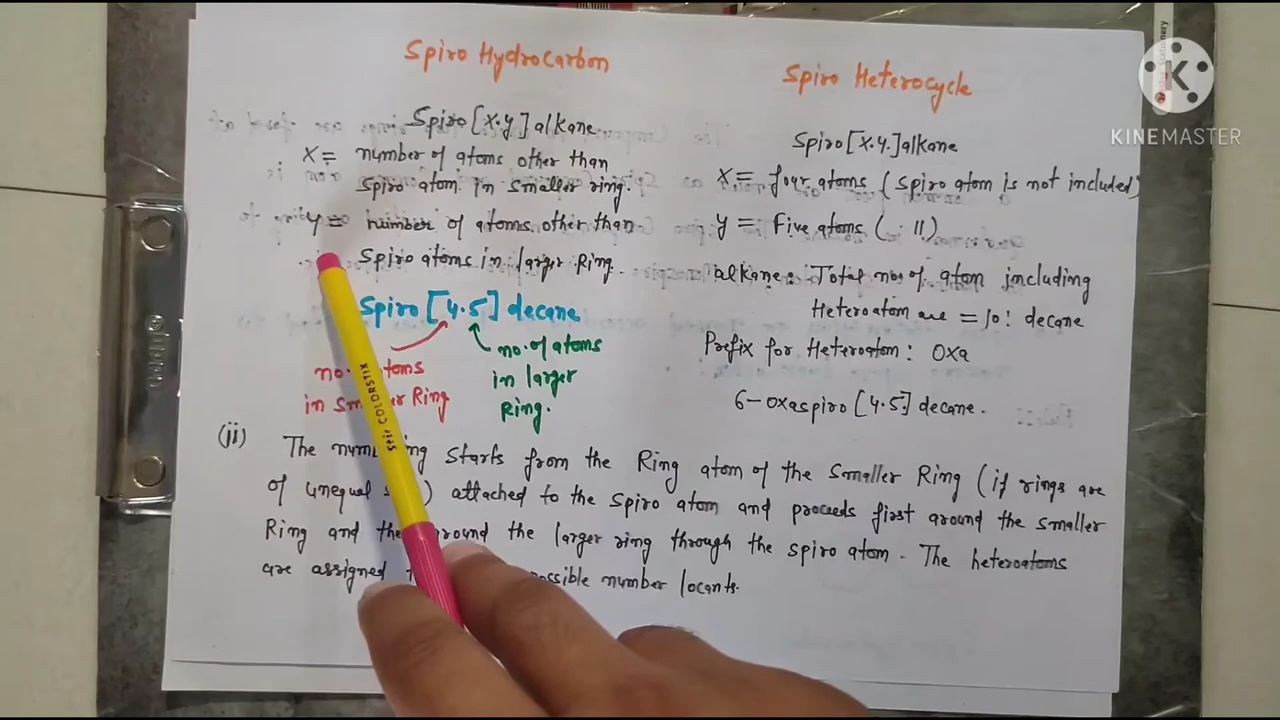 Spiro Hydrocarbon
Spiro[x.y]alkane
x = number of atoms other than
spiro atom in smaller ring.
y = number of atoms other than
Spiro atoms in larger Ring.
Spiro[4.5]decane
no. atoms
in Ring
no. of atoms
in larger
Ring.
Spiro Heterocycle
Spiro[x.y.]alkane
x = four atoms (spiro atom is not included)
y = Five atoms ( . 11)
alkane: Total no. of atom including
Heteroatom are = 10! decane
Prefix for Heteroatom: Oxa
6-oxaspiro[4.5]decane.
(ii) The starts from the Ring atom of the smaller Ring (if rings are
of unequal ) attached to the spiro atom and proceeds first around the smaller
Ring and around the larger ring through the spiro atom. The heteroatoms
are assigned possible number locants.
KINEMASTER
Stic COLORSTIX